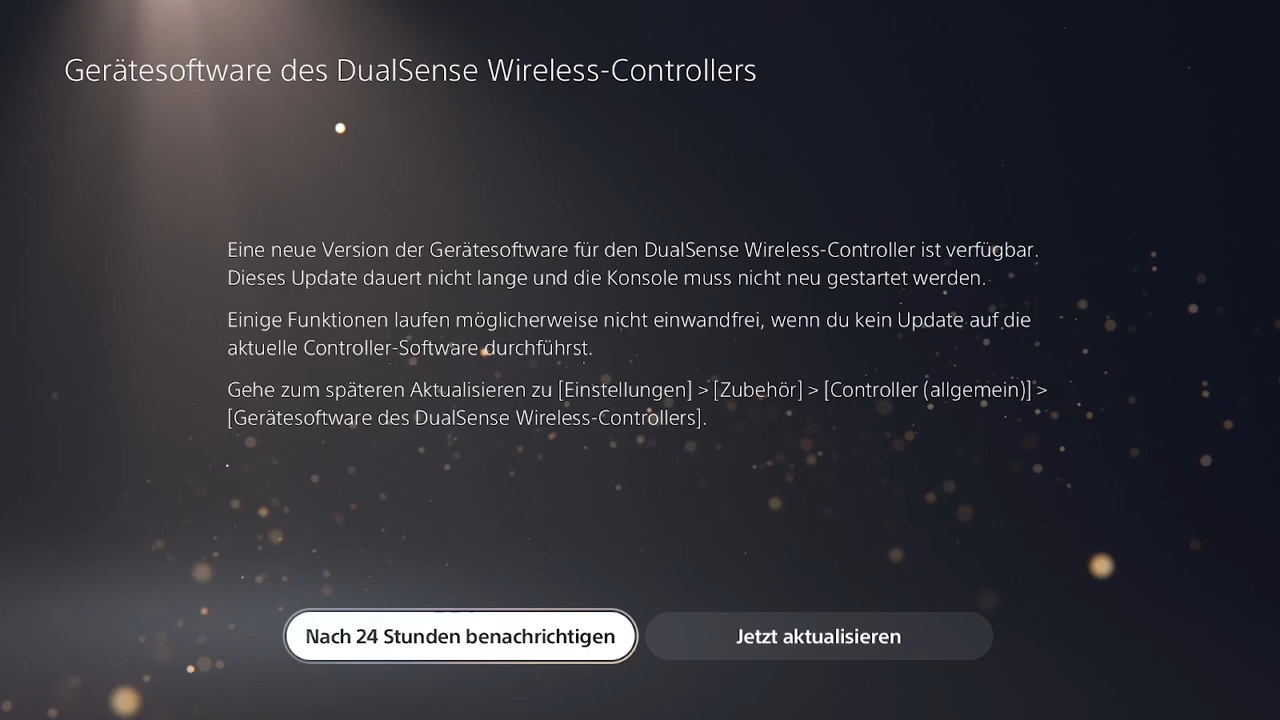 Gerätesoftware des DualSense Wireless-Controllers
Eine neue Version der Gerätesoftware für den DualSense Wireless-Controller ist verfügbar.
Dieses Update dauert nicht lange und die Konsole muss nicht neu gestartet werden.
Einige Funktionen laufen möglicherweise nicht einwandfrei, wenn du kein Update auf die
aktuelle Controller-Software durchführst.
Gehe zum späteren Aktualisieren zu [Einstellungen] > [Zubehör] > [Controller (allgemein)] >
[Gerätesoftware des DualSense Wireless-Controllers].
Nach 24 Stunden benachrichtigen
Jetzt aktualisieren